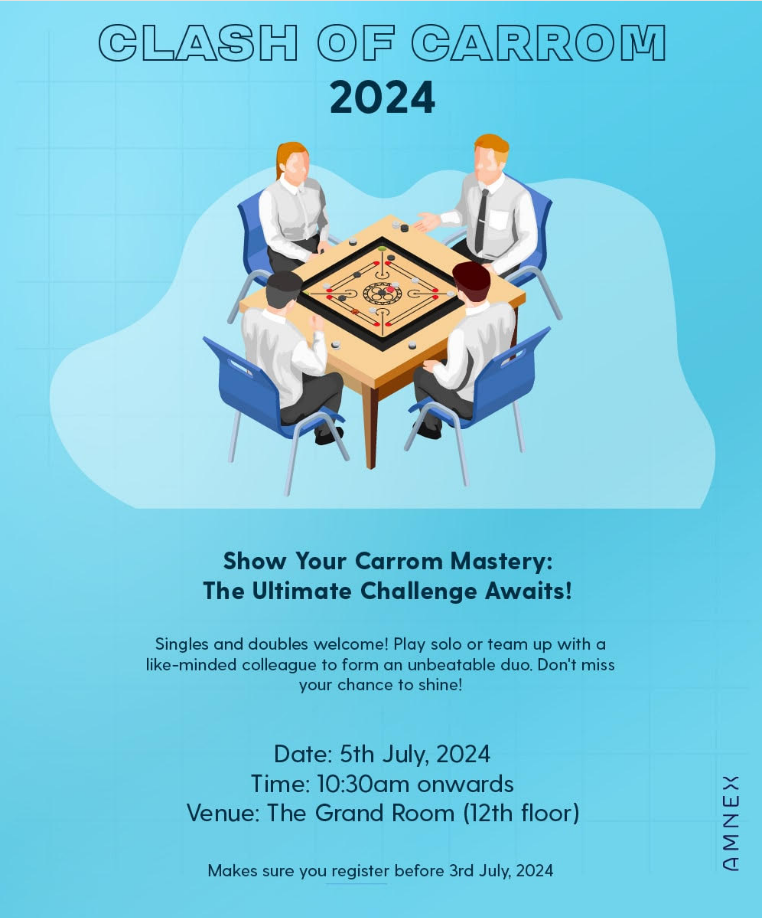 CLASH OF CARROM
2024
Show Your Carrom Mastery:
The Ultimate Challenge Awaits!
Singles and doubles welcome! Play solo or team up with a
like-minded colleague to form an unbeatable duo. Don't miss
your chance to shine!
Date: 5th July, 2024
Time: 10:30am onwards
Venue: The Grand Room (12th floor)
Makes sure you register before 3rd July, 2024
AMNEX